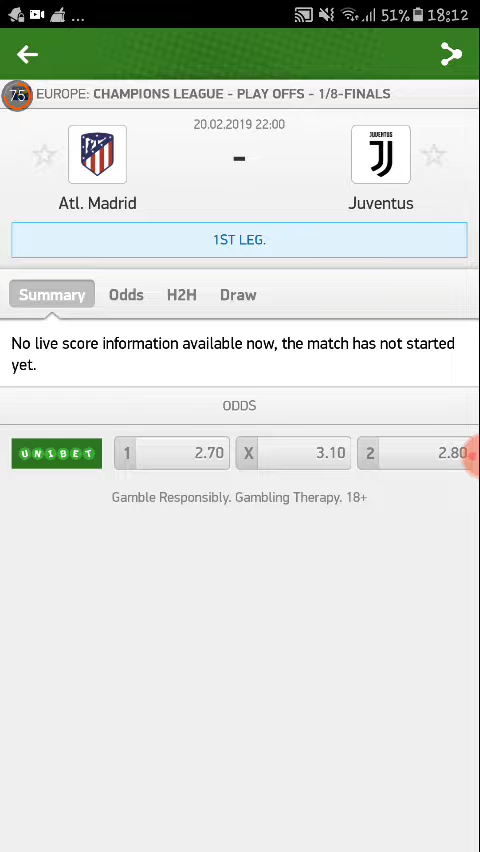 ... 51% 18:12
75 EUROPE: CHAMPIONS LEAGUE - PLAY OFFS - 1/8-FINALS
20.02.2019 22:00
JUVENTUS
-
Atl. Madrid Juventus
1ST LEG.
Summary Odds H2H Draw
No live score information available now, the match has not started
yet.
ODDS
UNIBET 1 2.70 X 3.10 2 2.80
Gamble Responsibly. Gambling Therapy. 18+